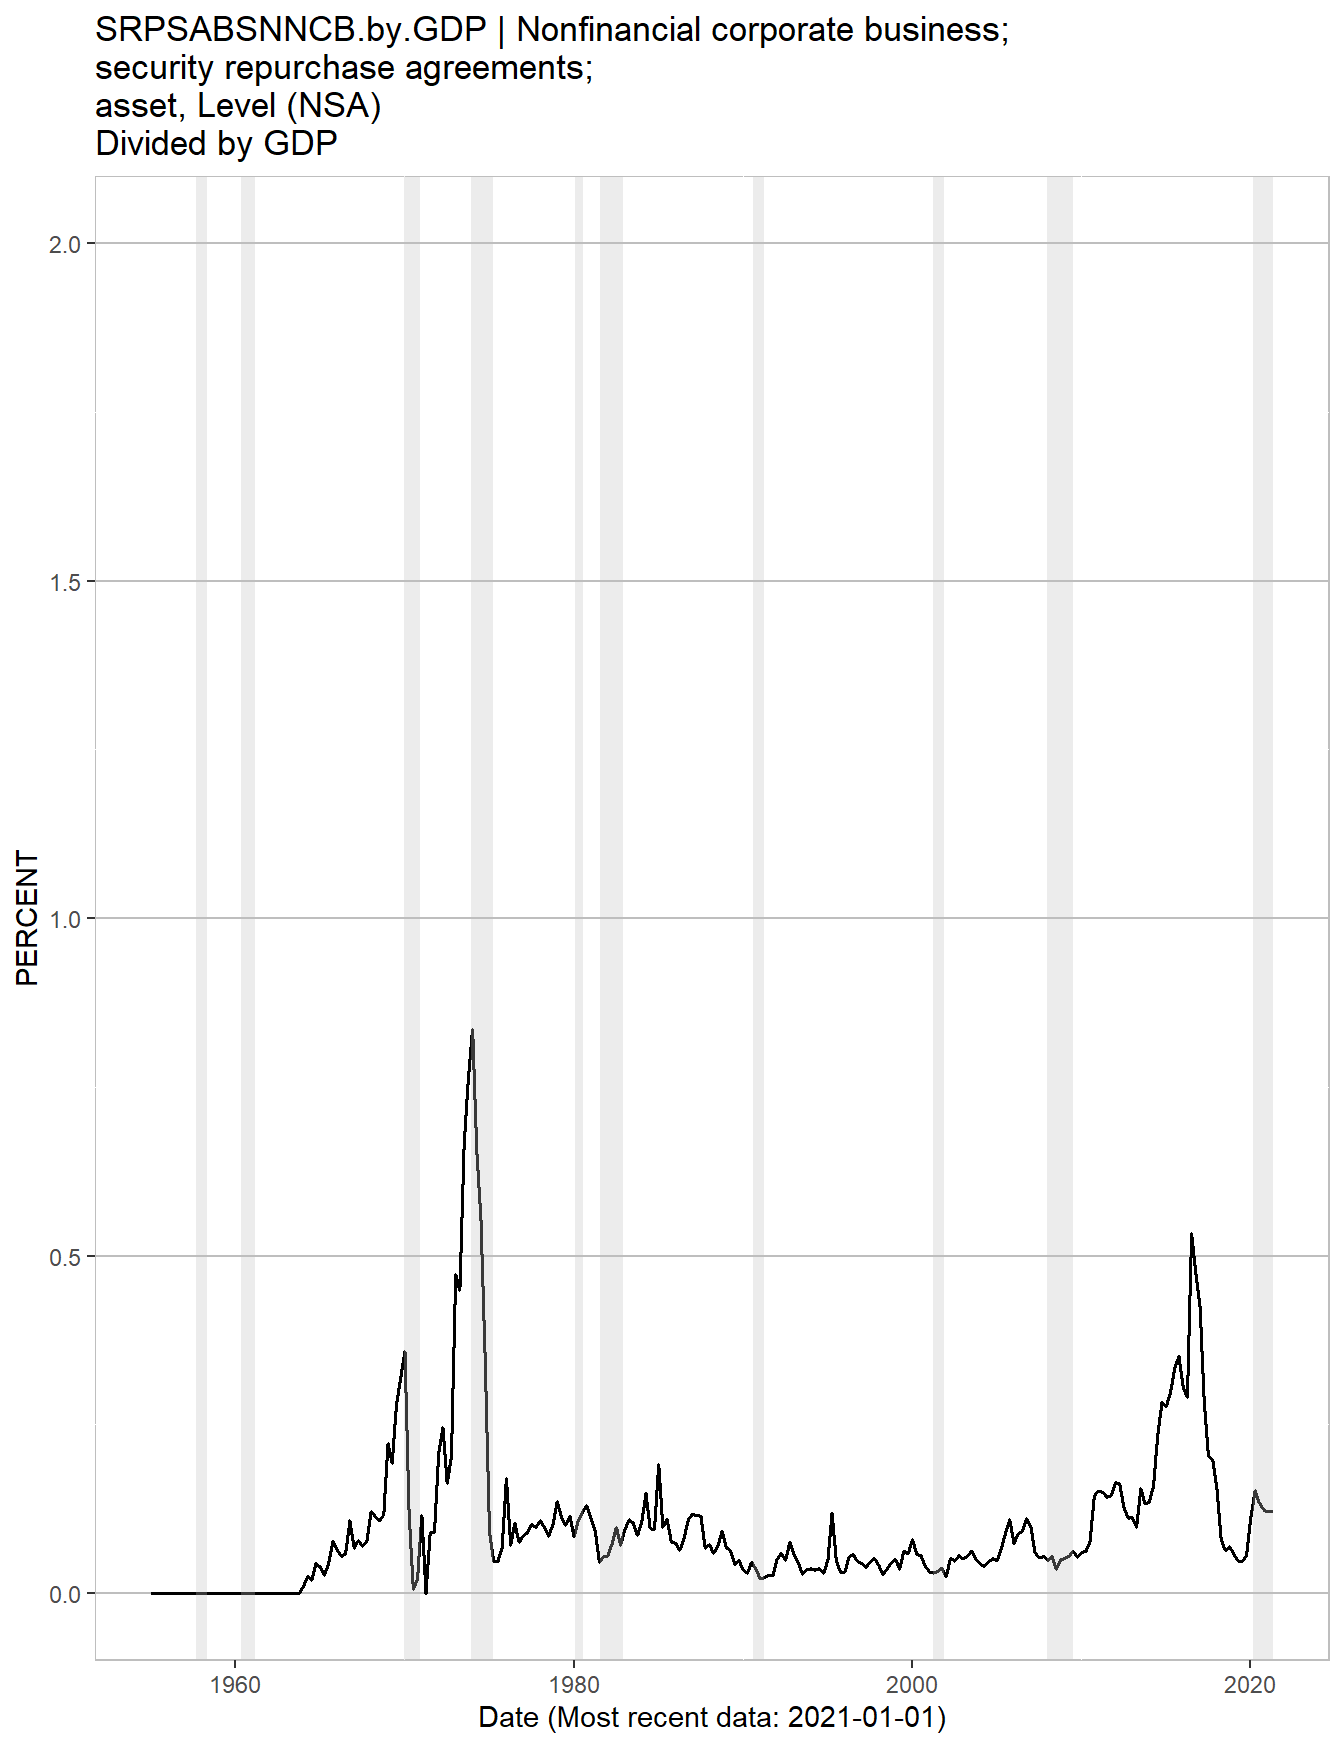 SRPSABSNNCB.by.GDP | Nonfinancial corporate business;
security repurchase agreements;
asset, Level (NSA)
Divided by GDP
2.0
1.5
1.0
0.5
0.0
PERCENT
1960
1980
2000
2020
Date (Most recent data: 2021-01-01)